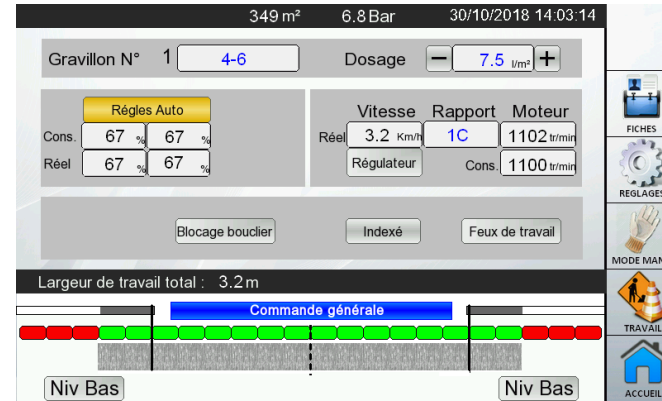 349 m² 6.8 Bar 30/10/2018 14:03:14
Gravillon N° 1 4-6 Dosage − 7.5 l/m² +
Régles Auto
Cons. 67 % 67 %
Réel 67 % 67 %
Vitesse Rapport Moteur
Réel 3.2 Km/h 1C 1102 tr/min
Régulateur Cons. 1100 tr/min
Blocage bouclier Indexé Feux de travail
Largeur de travail total : 3.2 m
Commande générale
Niv Bas Niv Bas
FICHES
REGLAGES
MODE MAN
TRAVAIL
ACCUEIL